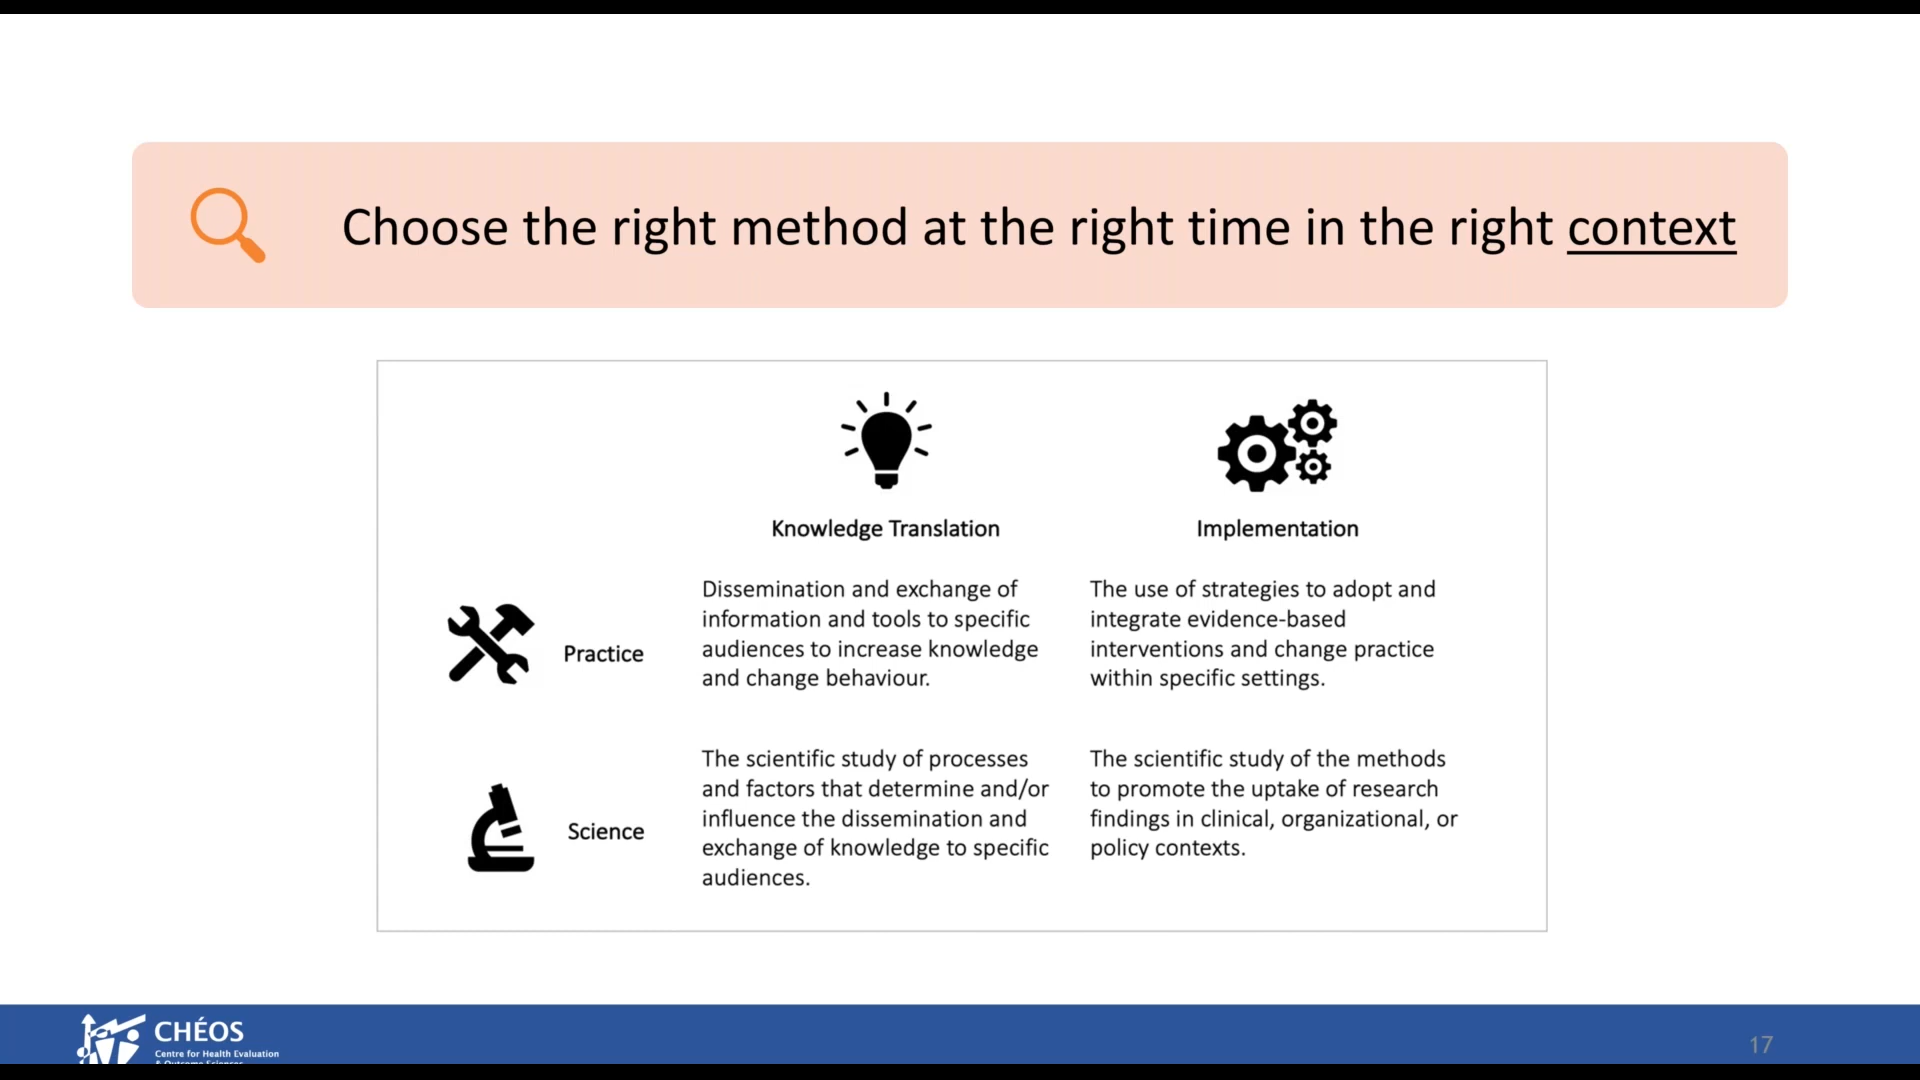 Choose the right method at the right time in the right context
Knowledge Translation
Implementation
Practice
Dissemination and exchange of
information and tools to specific
audiences to increase knowledge
and change behaviour.
The use of strategies to adopt and
integrate evidence-based
interventions and change practice
within specific settings.
Science
The scientific study of processes
and factors that determine and/or
influence the dissemination and
exchange of knowledge to specific
audiences.
The scientific study of the methods
to promote the uptake of research
findings in clinical, organizational, or
policy contexts.
CHÉOS
Centre for Health Evaluation
& Outcome Sciences
17